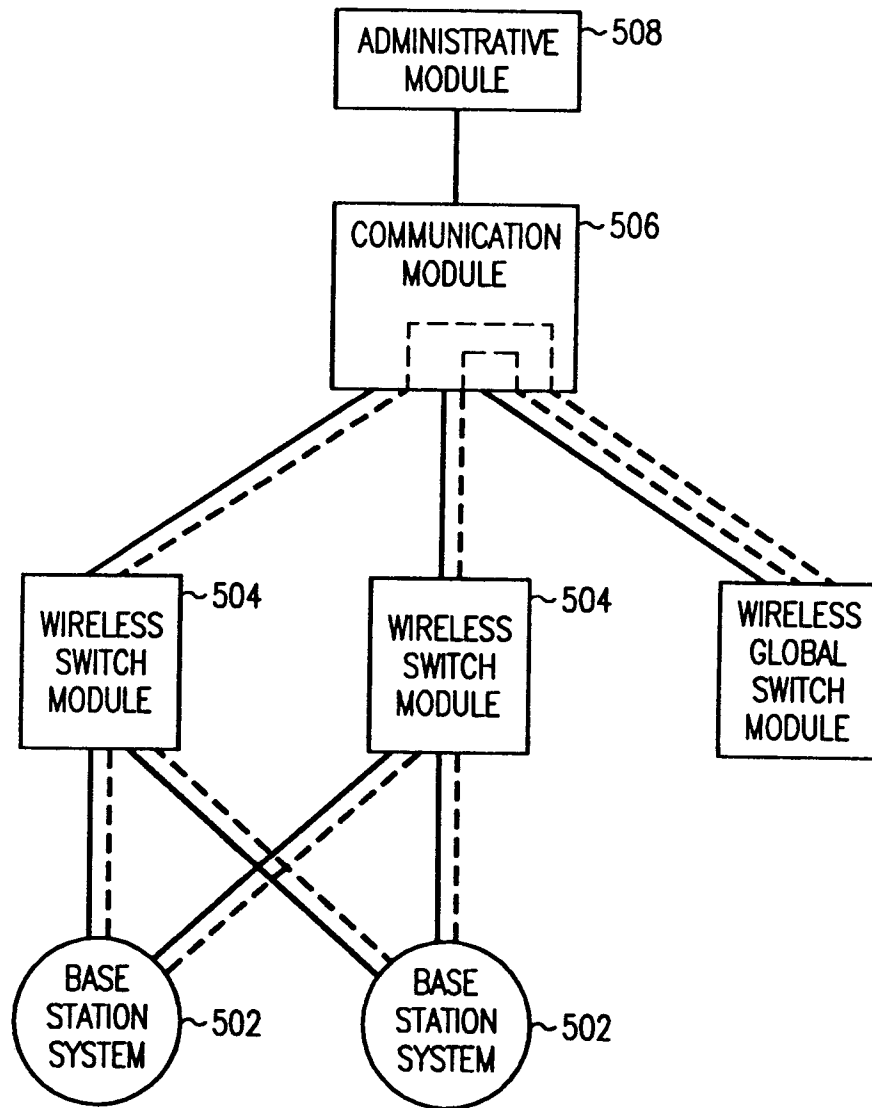 ADMINISTRATIVE
MODULE
508
COMMUNICATION
MODULE
506
WIRELESS
SWITCH
MODULE
504
WIRELESS
SWITCH
MODULE
504
WIRELESS
GLOBAL
SWITCH
MODULE
BASE
STATION
SYSTEM
502
BASE
STATION
SYSTEM
502